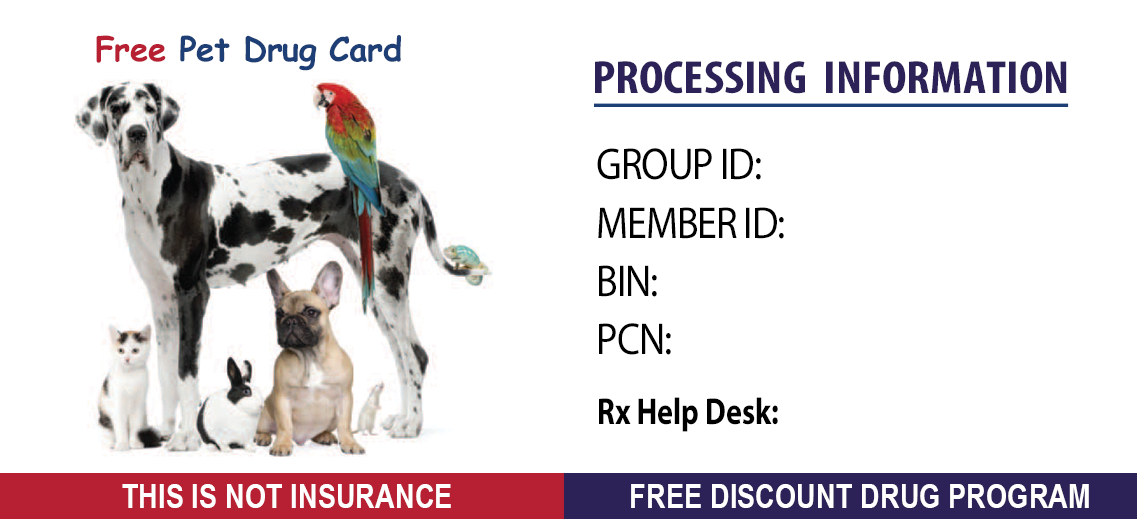 Free Pet Drug Card
PROCESSING INFORMATION
GROUP ID:
MEMBER ID:
BIN:
PCN:
Rx Help Desk:
THIS IS NOT INSURANCE
FREE DISCOUNT DRUG PROGRAM